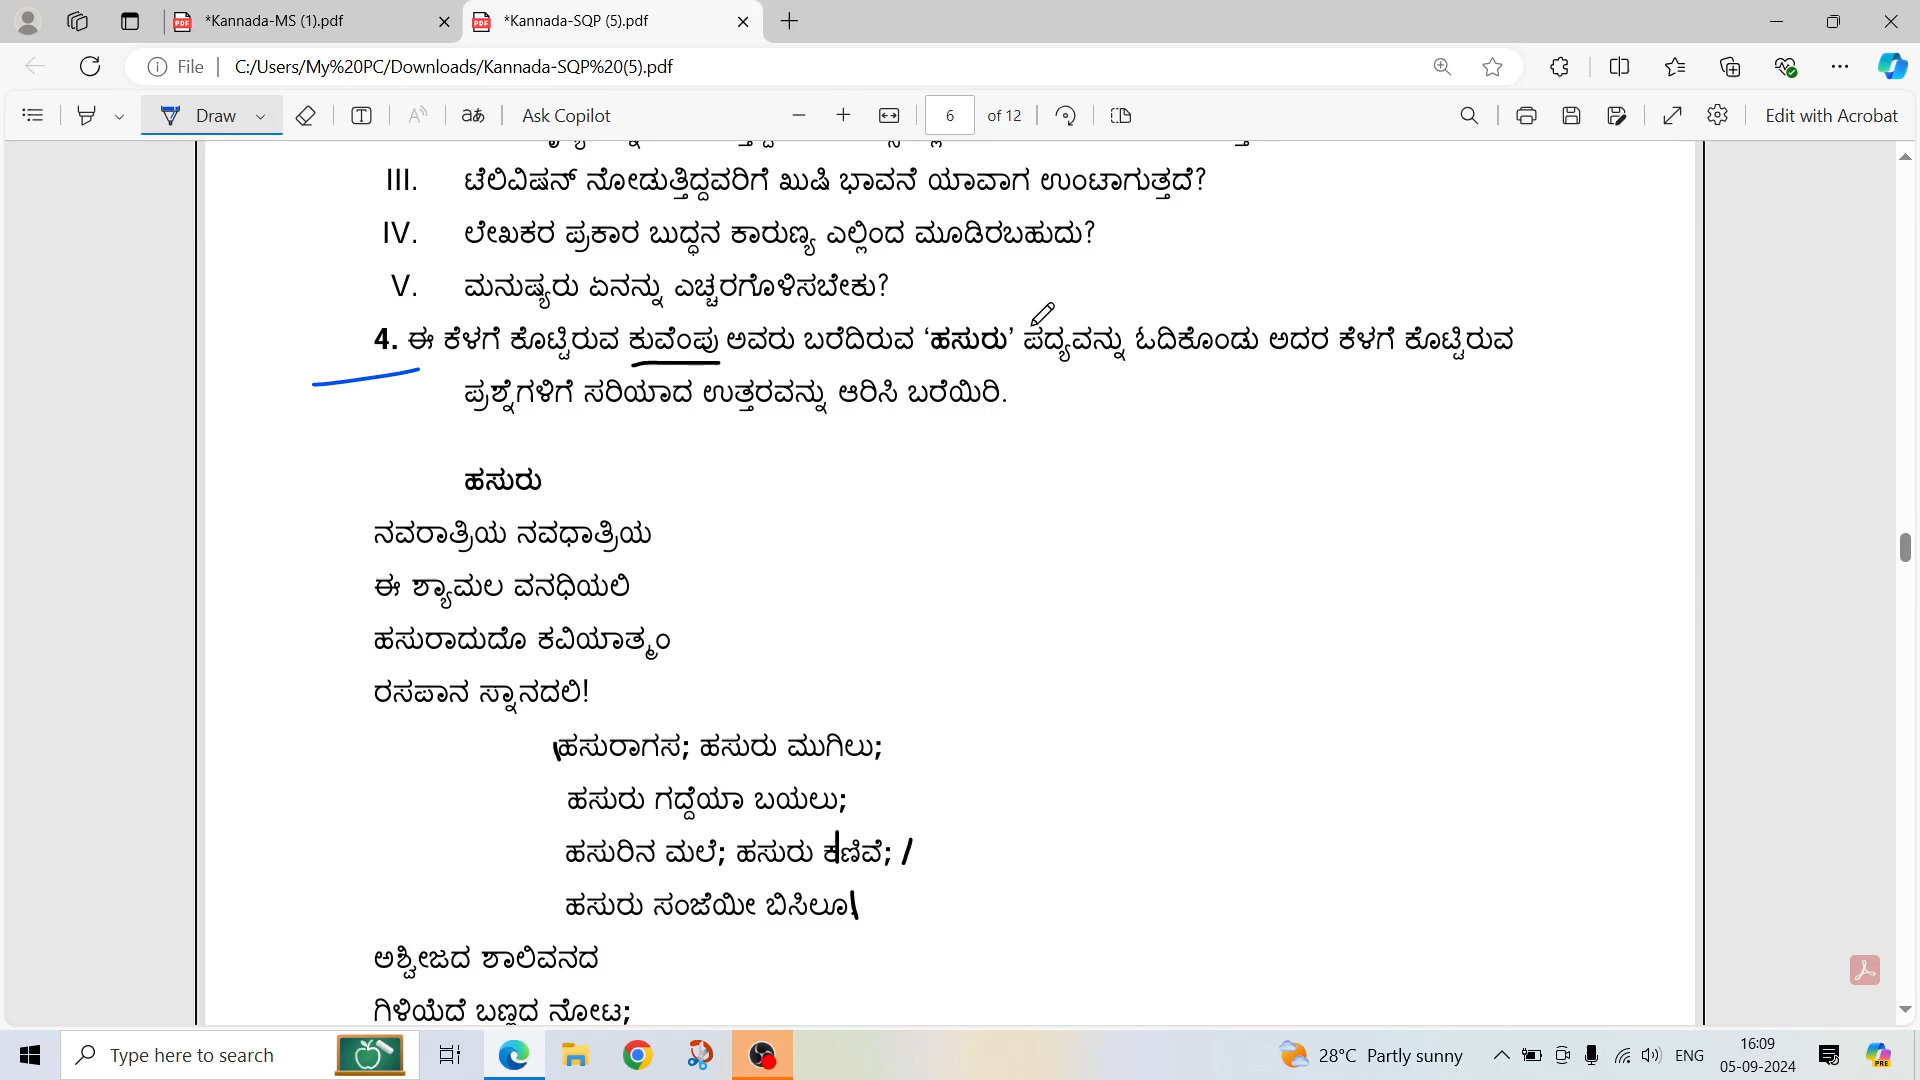 *Kannada-MS (1).pdf
*Kannada-SQP (5).pdf
File | C:/Users/My%20PC/Downloads/Kannada-SQP%20(5).pdf
Draw
T
aあ
Ask Copilot
6 of 12
Edit with Acrobat
III. ಟೆಲಿವಿಷನ್ ನೋಡುತ್ತಿದ್ದವರಿಗೆ ಖುಷಿ ಭಾವನೆ ಯಾವಾಗ ಉಂಟಾಗುತ್ತದೆ?
IV. ಲೇಖಕರ ಪ್ರಕಾರ ಬುದ್ಧನ ಕಾರುಣ್ಯ ಎಲ್ಲಿಂದ ಮೂಡಿರಬಹುದು?
V. ಮನುಷ್ಯರು ಏನನ್ನು ಎಚ್ಚರಗೊಳಿಸಬೇಕು?
4. ಈ ಕೆಳಗೆ ಕೊಟ್ಟಿರುವ ಕುವೆಂಪು ಅವರು ಬರೆದಿರುವ ‘ಹಸುರು’ ಪದ್ಯವನ್ನು ಓದಿಕೊಂಡು ಅದರ ಕೆಳಗೆ ಕೊಟ್ಟಿರುವ
ಪ್ರಶ್ನೆಗಳಿಗೆ ಸರಿಯಾದ ಉತ್ತರವನ್ನು ಆರಿಸಿ ಬರೆಯಿರಿ.
ಹಸುರು
ನವರಾತ್ರಿಯ ನವಧಾತ್ರಿಯ
ಈ ಶ್ಯಾಮಲ ವನಧಿಯಲಿ
ಹಸುರಾದುದೊ ಕವಿಯಾತ್ಮಂ
ರಸಪಾನ ಸ್ನಾನದಲಿ!
ಹಸುರಾಗಸ; ಹಸುರು ಮುಗಿಲು;
ಹಸುರು ಗದ್ದೆಯಾ ಬಯಲು;
ಹಸುರಿನ ಮಲೆ; ಹಸುರು ಕಣಿವೆ;
ಹಸುರು ಸಂಜೆಯೀ ಬಿಸಿಲೂ
ಅಶ್ವೀಜದ ಶಾಲಿವನದ
ಗಿಳಿಯೆದೆ ಬಣ್ಣದ ನೋಟ;
Type here to search
28°C Partly sunny
ENG
16:09
05-09-2024
PRE